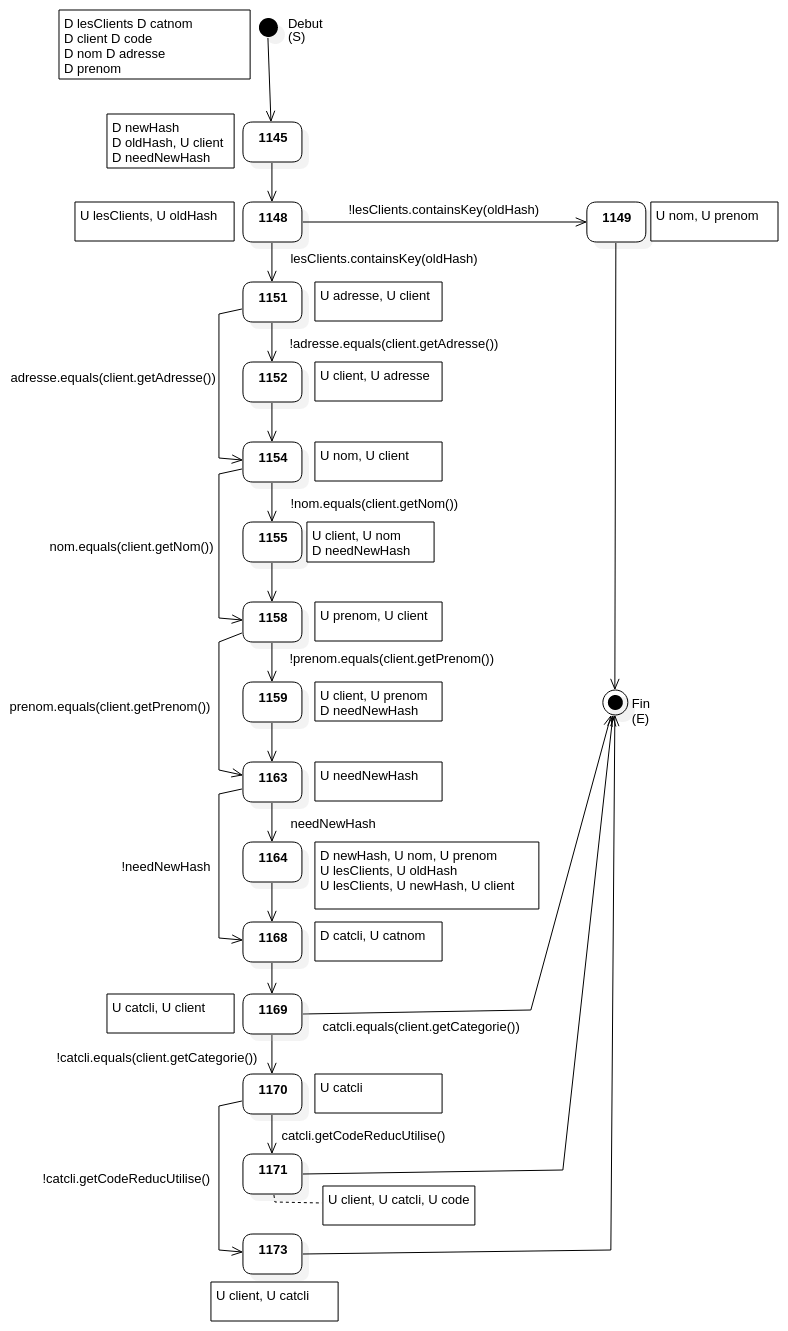 D lesClients D catnom
D client D code
D nom D adresse
D prenom
Debut
(S)
D newHash
D oldHash, U client
D needNewHash
1145
U lesClients, U oldHash
1148
!lesClients.containsKey(oldHash)
1149
U nom, U prenom
lesClients.containsKey(oldHash)
1151
U adresse, U client
!adresse.equals(client.getAdresse())
adresse.equals(client.getAdresse())
1152
U client, U adresse
1154
U nom, U client
!nom.equals(client.getNom())
nom.equals(client.getNom())
1155
U client, U nom
D needNewHash
1158
U prenom, U client
!prenom.equals(client.getPrenom())
prenom.equals(client.getPrenom())
1159
U client, U prenom
D needNewHash
Fin
(E)
1163
U needNewHash
needNewHash
!needNewHash
1164
D newHash, U nom, U prenom
U lesClients, U oldHash
U lesClients, U newHash, U client
1168
D catcli, U catnom
U catcli, U client
1169
catcli.equals(client.getCategorie())
!catcli.equals(client.getCategorie())
1170
U catcli
catcli.getCodeReducUtilise()
!catcli.getCodeReducUtilise()
1171
U client, U catcli, U code
1173
U client, U catcli